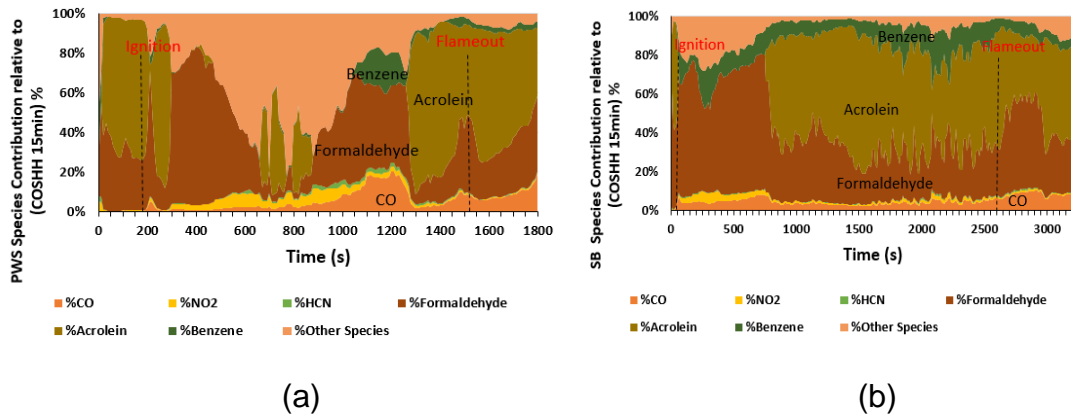 PWS Species Contribution relative to
(COSHH 15min) %
100%
80%
60%
40%
20%
0%
Ignition
Flameout
Benzene
Acrolein
Formaldehyde
CO
0 200 400 600 800 1000 1200 1400 1600 1800
Time (s)
%CO %NO2 %HCN %Formaldehyde
%Acrolein %Benzene %Other Species
(a)
SB Species Contribution relative to
(COSHH 15min) %
100%
80%
60%
40%
20%
0%
Benzene
Ignition
Flameout
Acrolein
Formaldehyde
CO
0 500 1000 1500 2000 2500 3000
Time (s)
%CO %NO2 %HCN %Formaldehyde
%Acrolein %Benzene %Other Species
(b)